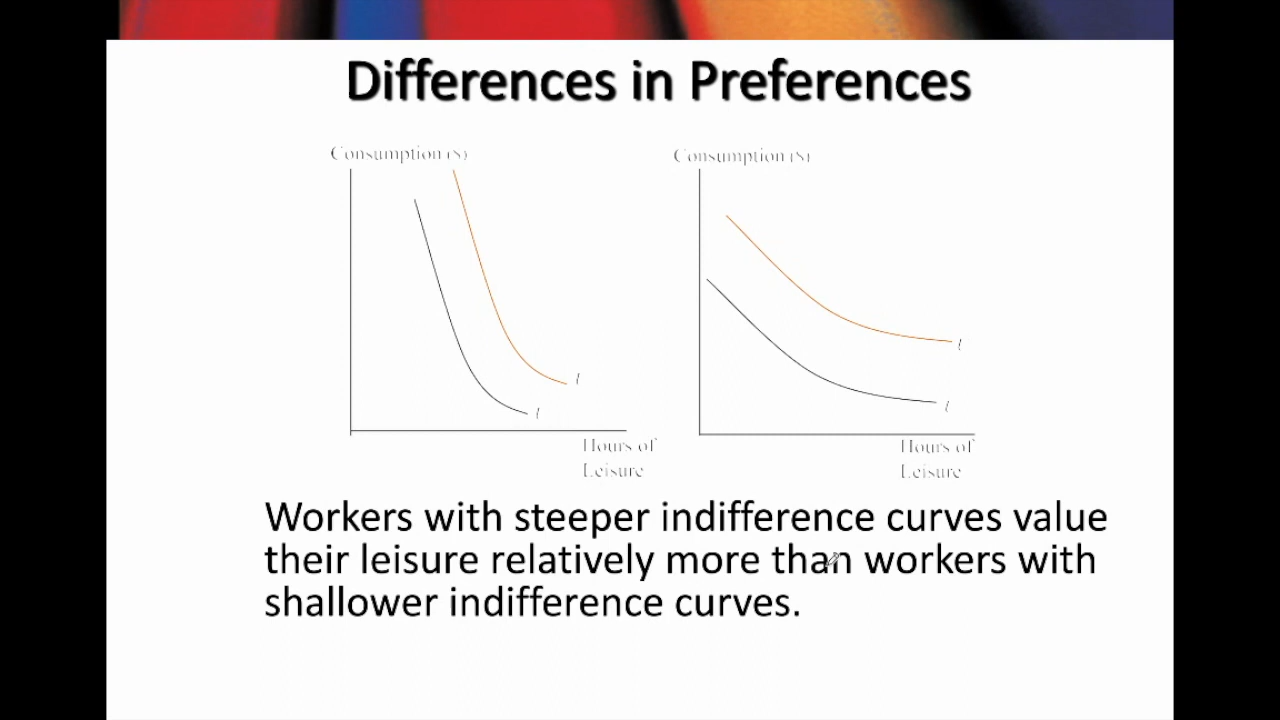 Differences in Preferences
Consumption ($)
Consumption ($)
Hours of
Leisure
Hours of
Leisure
Workers with steeper indifference curves value
their leisure relatively more than workers with
shallower indifference curves.